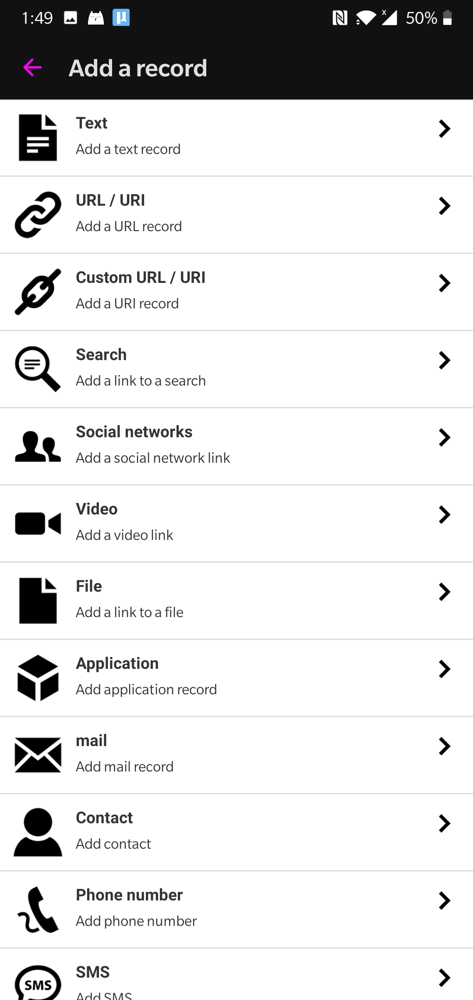 1:49 50%
Add a record
Text
Add a text record
URL / URI
Add a URL record
Custom URL / URI
Add a URI record
Search
Add a link to a search
Social networks
Add a social network link
Video
Add a video link
File
Add a link to a file
Application
Add application record
mail
Add mail record
Contact
Add contact
Phone number
Add phone number
SMS
SMS
Add SMS